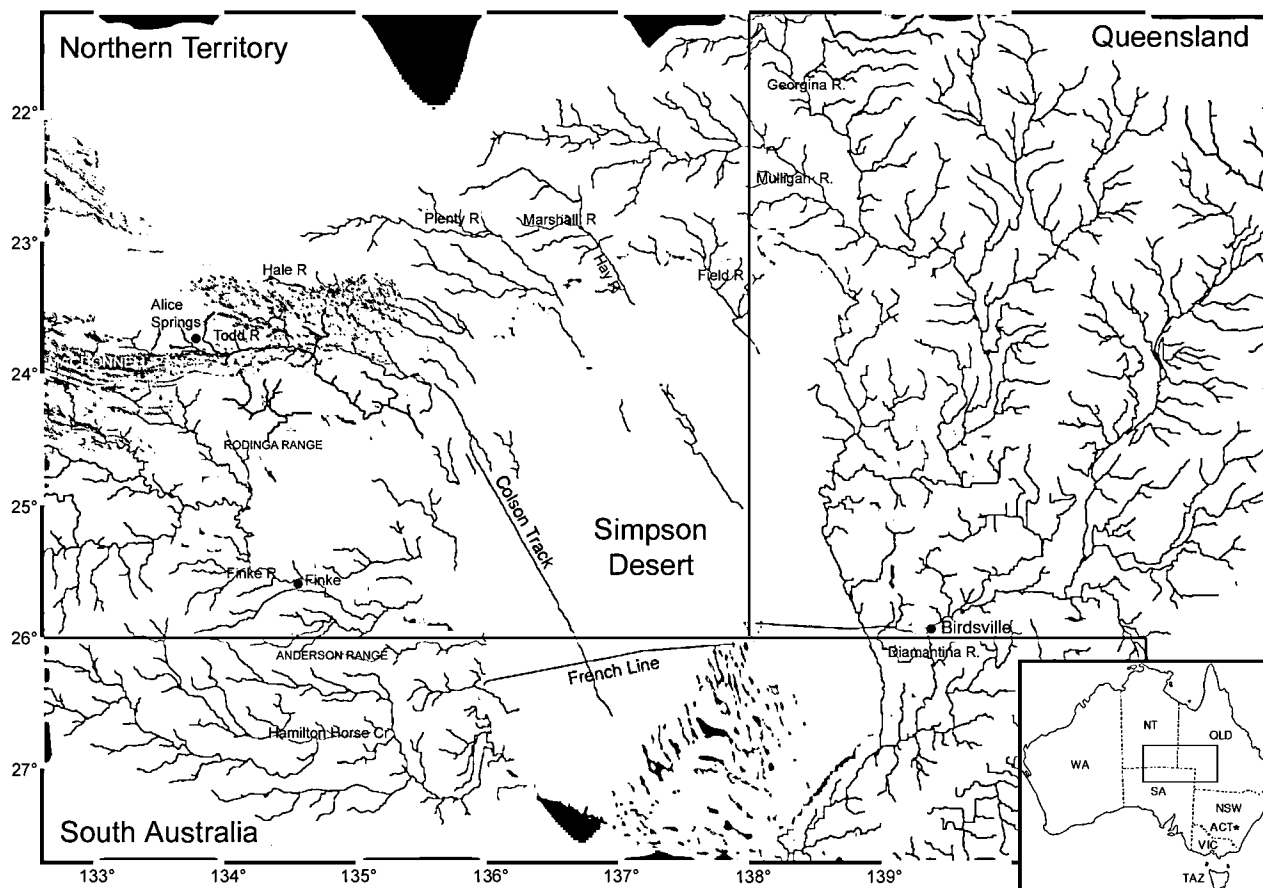 Northern Territory
Queensland
Georgina R.
22°
Mulligan R.
Plenty R
Marshall R
23°
Hay R
Field R
Hale R
Alice
Springs
Todd R
24°
RODINGA RANGE
25°
Colson Track
Simpson
Desert
Finke R
Finke
26°
Birdsville
ANDERSON RANGE
Diamantina R.
French Line
Hamilton Horse Cr
27°
South Australia
133
134
135
136
137
138
139
NT
QLD
WA
SA
NSW
ACT*
VIC
TAZ